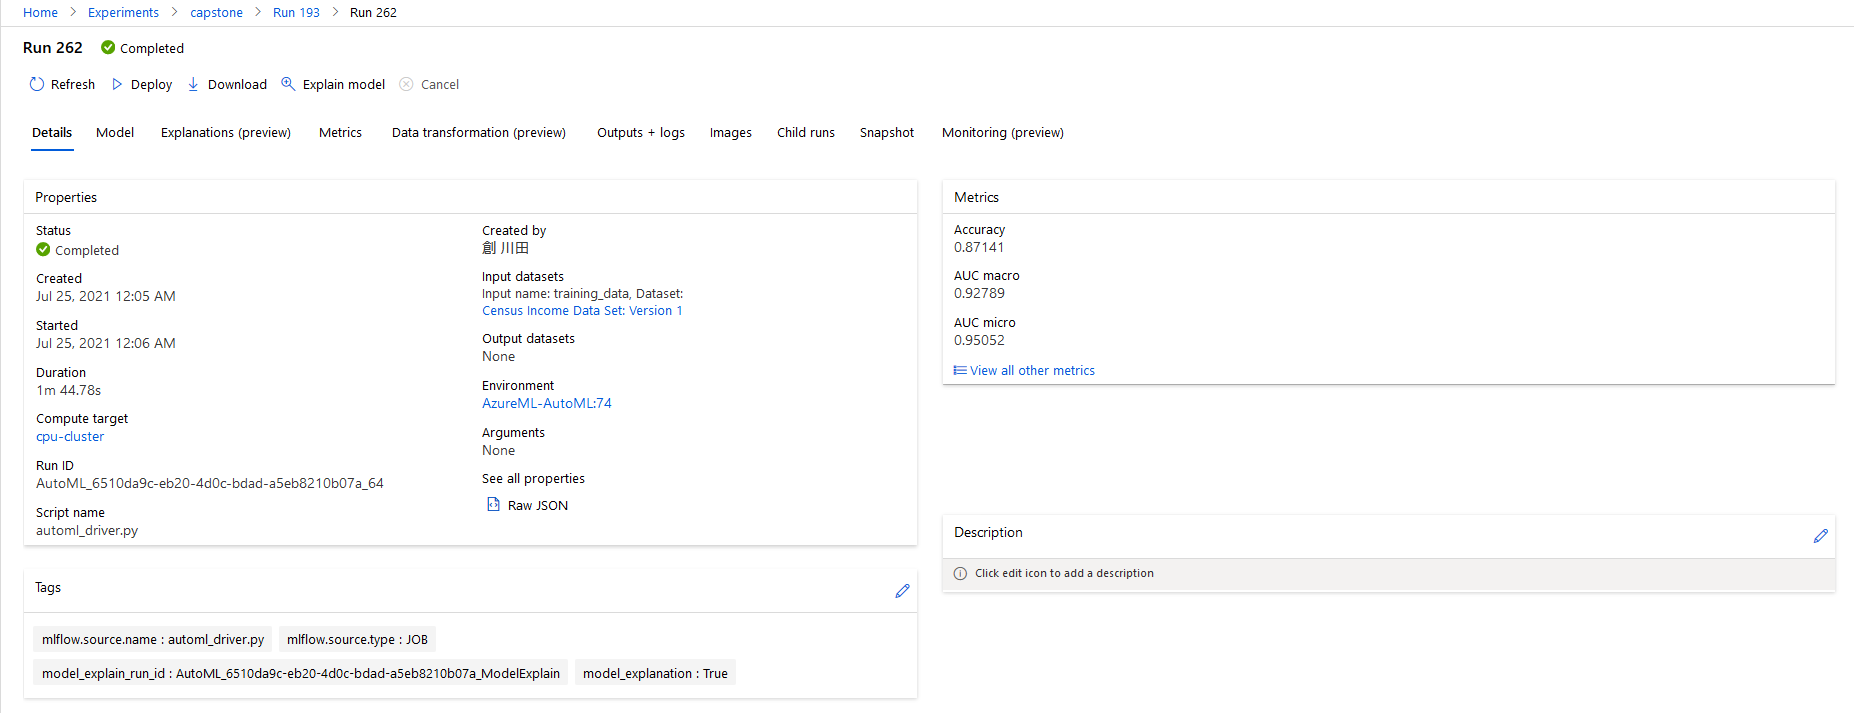 Home > Experiments > capstone > Run 193 > Run 262
Run 262 Completed
Refresh Deploy Download Explain model Cancel
Details Model Explanations (preview) Metrics Data transformation (preview) Outputs + logs Images Child runs Snapshot Monitoring (preview)
Properties
Status
Completed
Created
Jul 25, 2021 12:05 AM
Started
Jul 25, 2021 12:06 AM
Duration
1m 44.78s
Compute target
cpu-cluster
Run ID
AutoML_6510da9c-eb20-4d0c-bdad-a5eb8210b07a_64
Script name
automl_driver.py
Created by
創 川田
Input datasets
Input name: training_data, Dataset:
Census Income Data Set: Version 1
Output datasets
None
Environment
AzureML-AutoML:74
Arguments
None
See all properties
Raw JSON
Metrics
Accuracy
0.87141
AUC macro
0.92789
AUC micro
0.95052
View all other metrics
Description
Click edit icon to add a description
Tags
mlflow.source.name : automl_driver.py mlflow.source.type : JOB
model_explain_run_id : AutoML_6510da9c-eb20-4d0c-bdad-a5eb8210b07a_ModelExplain model_explanation : True